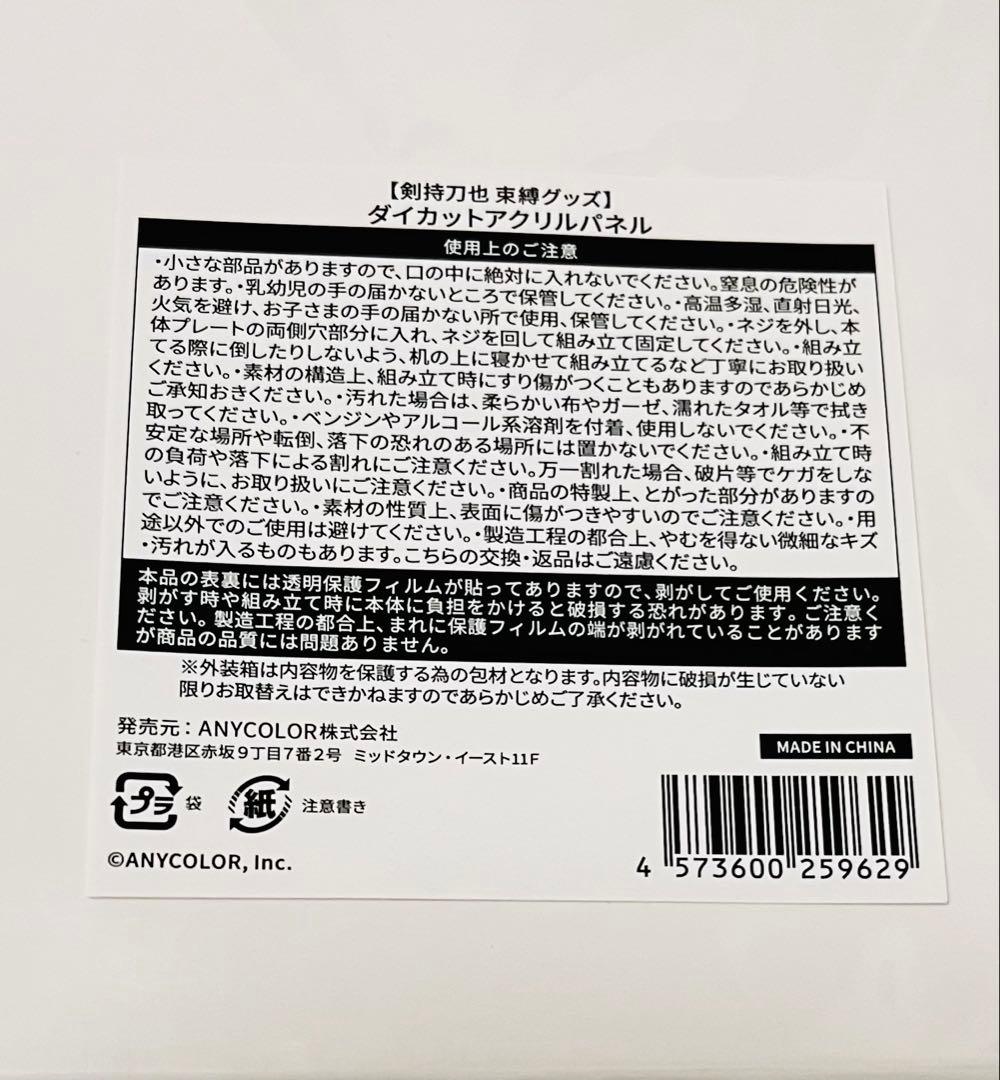 【剣持刀也 束縛グッズ】
ダイカットアクリルパネル
使用上のご注意
・小さな部品がありますので、口の中に絶対に入れないでください。窒息の危険性が
あります。・乳幼児の手の届かないところで保管してください。・高温多湿、直射日光、
火気を避け、お子さまの手の届かない所で使用、保管してください。・ネジを外し、本
体プレートの両側穴部分に入れ、ネジを回して組み立て固定してください。・組み立
てる際に倒したりしないよう、机の上に寝かせて組み立てるなど丁寧にお取り扱い
ください。・素材の構造上、組み立て時にすり傷がつくこともありますのであらかじめ
ご承知おきください。・汚れた場合は、柔らかい布やガーゼ、濡れたタオル等で拭き
取ってください。・ベンジンやアルコール系溶剤を付着、使用しないでください。・不
安定な場所や転倒、落下の恐れのある場所には置かないでください。・組み立て時
の負荷や落下による割れにご注意ください。万一割れた場合、破片等でケガをしな
いように、お取り扱いにご注意ください。・商品の特製上、とがった部分がありますの
でご注意ください。・素材の性質上、表面に傷がつきやすいのでご注意ください。・用
途以外でのご使用は避けてください。・製造工程の都合上、やむを得ない微細なキズ
・汚れが入るものもあります。こちらの交換・返品はご遠慮ください。
本品の表裏には透明保護フィルムが貼ってありますので、剥がしてご使用ください。
剥がす時や組み立て時に本体に負担をかけると破損する恐れがあります。ご注意く
ださい。製造工程の都合上、まれに保護フィルムの端が剥がれていることがあります
が商品の品質には問題ありません。
※外装箱は内容物を保護する為の包材となります。内容物に破損が生じていない
限りお取替えはできかねますのであらかじめご了承ください。
発売元：ANYCOLOR株式会社
東京都港区赤坂9丁目7番2号 ミッドタウン・イースト11F
MADE IN CHINA
プラ 袋 紙 注意書き
©ANYCOLOR, Inc.
4 573600 259629